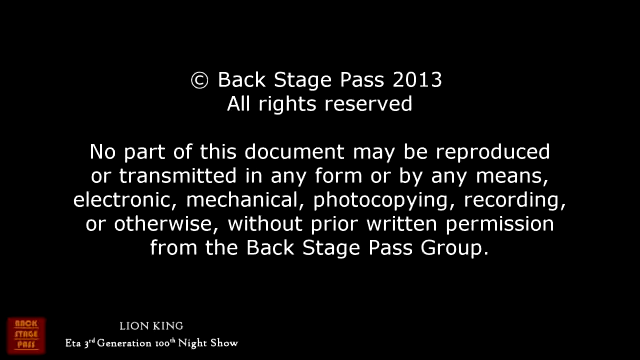 © Back Stage Pass 2013
All rights reserved
No part of this document may be reproduced
or transmitted in any form or by any means,
electronic, mechanical, photocopying, recording,
or otherwise, without prior written permission
from the Back Stage Pass Group.
BACK
STAGE
PASS
LION KING
Eta 3rd Generation 100th Night Show